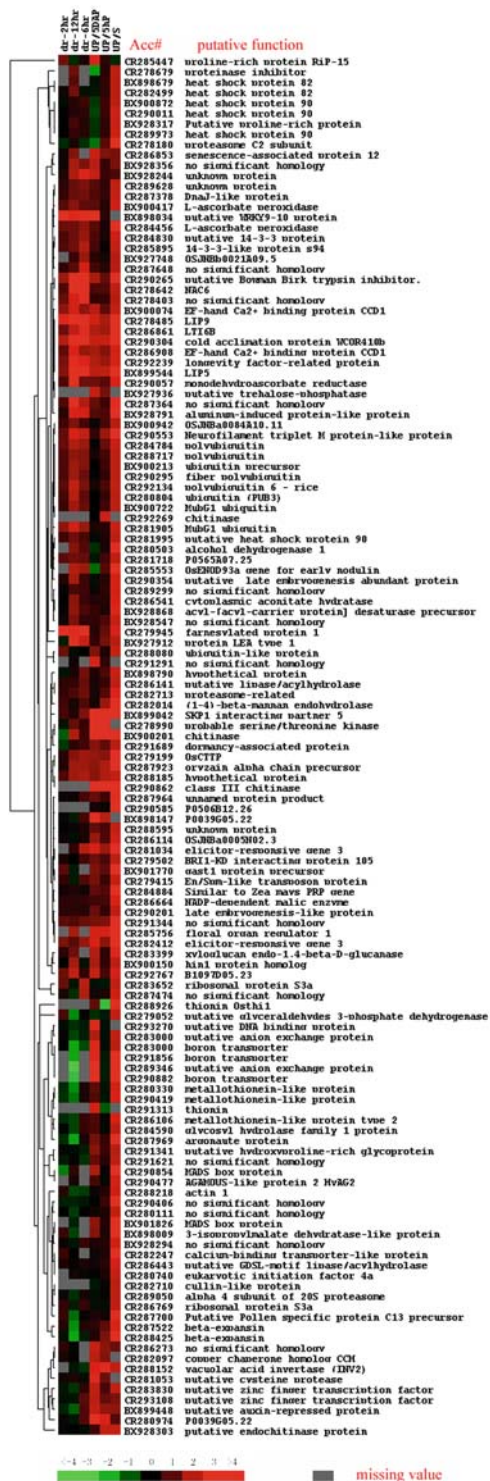 dr-2hr
dr-12hr
dr-6hr
UP/5DAP
UP/5hP
UP/S
Acc# putative function
CR285447 proline-rich protein RiP-15
CR278679 proteinase inhibitor
BX898679 heat shock protein 82
CR282499 heat shock protein 82
BX900872 heat shock protein 90
CR290011 heat shock protein 90
BX928317 Putative proline-rich protein
CR289973 heat shock protein 90
CR278180 proteasome C2 subunit
CR286853 senescence-associated protein 12
BX928356 no significant homology
BX928244 unknown protein
CR289628 unknown protein
CR287378 DnaJ-like protein
BX900417 L-ascorbate peroxidase
BX898034 putative WRKY9-10 protein
CR284456 L-ascorbate peroxidase
CR284830 putative 14-3-3 protein
CR285895 14-3-3-like protein s94
BX927748 OSJNBb0021A09.5
CR287648 no significant homology
CR290265 putative Bowman Birk trypsin inhibitor.
CR278642 NAC6
CR278403 no significant homology
BX900074 EF-hand Ca2+ binding protein CCD1
CR278485 LIP9
CR286861 LTI6B
CR290304 cold acclimation protein WCOR410b
CR286908 EF-hand Ca2+ binding protein CCD1
CR292239 longevity factor-related protein
BX899544 LIP5
CR290057 monodehydroascorbate reductase
BX927936 putative trehalose-phosphatase
CR287364 no significant homology
BX928791 aluminum-induced protein-like protein
BX900942 OSJNBa0084A10.11
CR290553 Neurofilament triplet M protein-like protein
CR284784 polyubiquitin
CR288717 polyubiquitin
BX900213 ubiquitin precursor
CR290295 fiber polyubiquitin
CR292134 polyubiquitin 6 - rice
CR280804 ubiquitin (PUB3)
BX900722 MubG1 ubiquitin
CR292269 chitinase
CR281905 MubG1 ubiquitin
CR281995 putative heat shock protein 90
CR280503 alcohol dehydrogenase 1
CR281718 P0565A07.25
CR285553 OsENOD93a gene for early nodulin
CR290354 putative late embryogenesis abundant protein
CR289299 no significant homology
CR286541 cytoplasmic aconitate hydratase
BX928868 acyl-[acyl-carrier protein] desaturase precursor
BX928547 no significant homology
CR279945 farnesylated protein 1
BX927912 protein LEA type 1
CR288080 ubiquitin-like protein
CR291291 no significant homology
BX898790 hypothetical protein
CR286141 putative lipase/acylhydrolase
CR282713 proteasome-related
CR282014 (1-4)-beta-mannan endohydrolase
BX899042 SKP1 interacting partner 5
CR278990 probable serine/threonine kinase
BX900201 chitinase
CR291689 dormancy-associated protein
CR279199 OsCTTP
CR287923 oryzain alpha chain precursor
CR288185 hypothetical protein
CR290862 class III chitinase
CR287964 unnamed protein product
CR290585 P0506B12.26
BX898147 P0039G05.22
CR288595 unknown protein
CR286114 OSJNBa0005N02.3
CR281034 elicitor-responsive gene 3
CR279502 BRI1-KD interacting protein 105
BX901770 gast1 protein precursor
CR279415 En/Spm-like transposon protein
CR284884 Similar to Zea mays PRP gene
CR286664 NADP-dependent malic enzyme
CR290201 late embryogenesis-like protein
CR291344 no significant homology
CR285756 floral organ regulator 1
CR282412 elicitor-responsive gene 3
CR283399 xyloglucan endo-1,4-beta-D-glucanase
BX900150 hin1 protein homolog
CR292767 B1097D05.23
CR283652 ribosomal protein S3a
CR287474 no significant homology
CR288926 thionin Osthi1
CR279052 putative glyceraldehydes 3-phosphate dehydrogenase
CR293270 putative DNA binding protein
CR283000 putative anion exchange protein
CR283000 boron transporter
CR291856 boron transporter
CR289346 putative anion exchange protein
CR290882 boron transporter
CR280330 metallothionein-like protein
CR290419 metallothionein-like protein
CR291313 thionin
CR286106 metallothionein-like protein type 2
CR284590 glycosyl hydrolase family 1 protein
CR287969 argonaute protein
CR291341 putative hydroxyproline-rich glycoprotein
CR291621 no significant homology
CR290854 MADS box protein
CR290477 AGAMOUS-like protein 2 HvAG2
CR288218 actin 1
CR290406 no significant homology
CR280111 no significant homology
BX901826 MADS box protein
BX898009 3-isopropylmalate dehydratase-like protein
BX928294 no significant homology
CR282247 calcium-binding transporter-like protein
CR286443 putative GDSL-motif lipase/acylhydrolase
CR280740 eukarotic initiation factor 4a
CR282710 cullin-like protein
CR289050 alpha 4 subunit of 20S proteasome
CR286769 ribosomal protein S3a
CR287700 Putative Pollen specific protein C13 precursor
CR287522 beta-expansin
CR288425 beta-expansin
CR286273 no significant homology
CR282097 copper chaperone homolog CCH
CR288152 vacuolar acid invertase (INV2)
CR281053 putative cysteine protease
CR283830 putative zinc finger transcription factor
CR293108 putative zinc finger transcription factor
BX899448 putative auxin-repressed protein
CR280974 P0039G05.22
BX928303 putative endochitinase protein
<-4 -3 -2 -1 0 1 2 3 >4
missing value